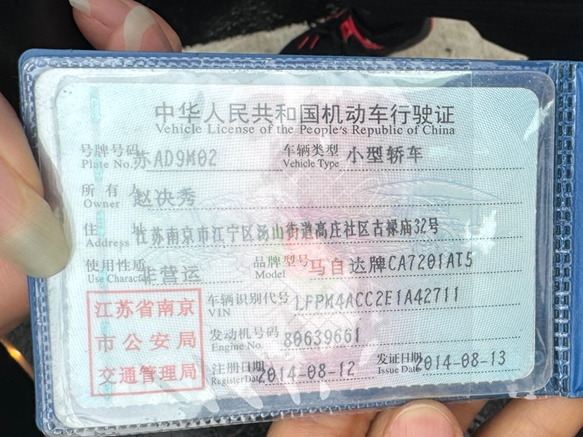 中华人民共和国机动车行驶证
Vehicle License of the People's Republic of China
号牌号码 苏AD9M02 车辆类型 小型轿车
Plate No. Vehicle Type
所有人 赵决秀
Owner
住址 江苏南京市江宁区汤山街道高庄社区古禄庙32号
Address
使用性质 非营运 品牌型号 马自达牌CA7201AT5
Use Character Model
江苏省南京
市公安局
交通管理局
车辆识别代号 LFPM4ACC2E1A42711
VIN
发动机号码 80639661
Engine No.
注册日期 2014-08-12 发证日期 2014-08-13
Register Date Issue Date